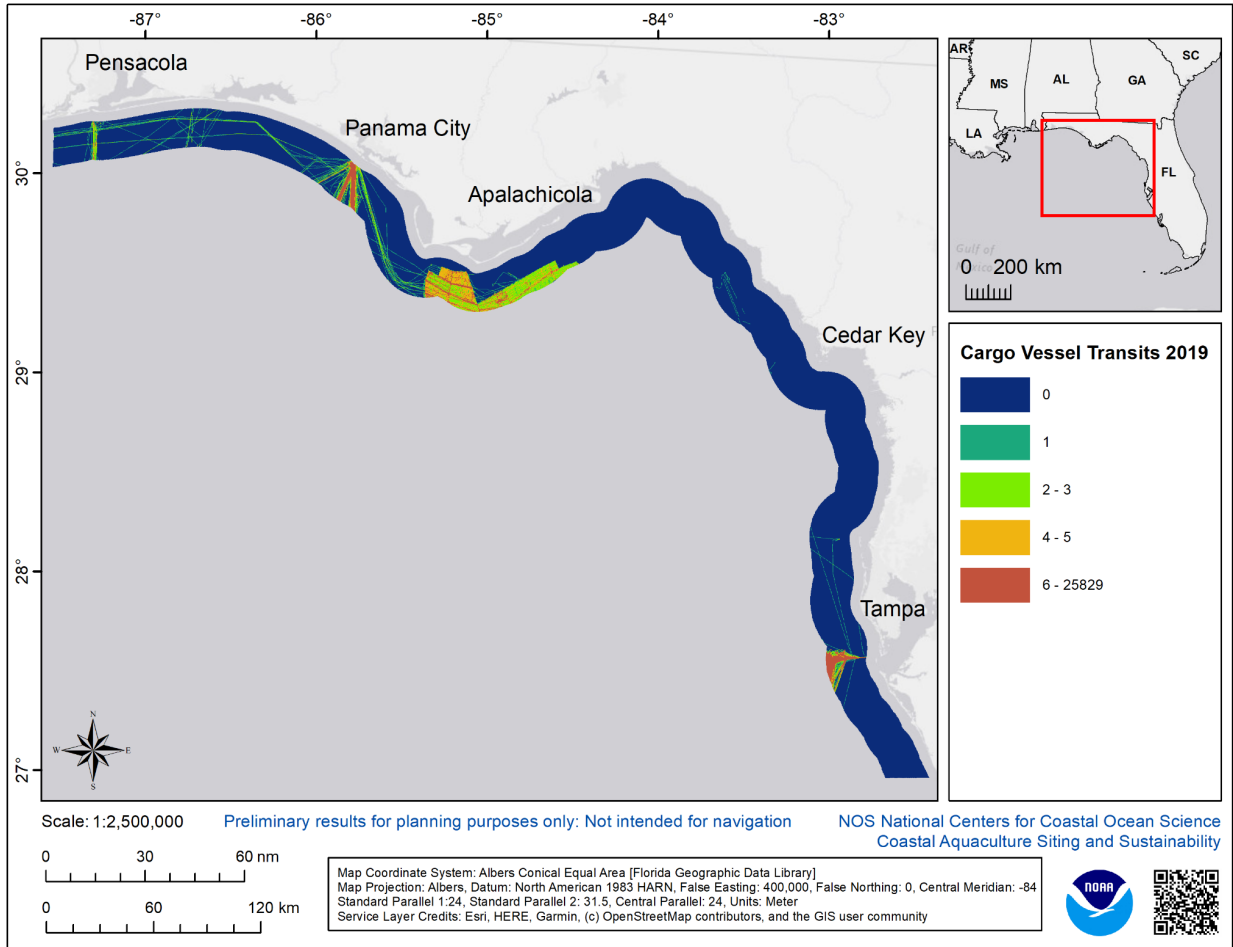 -87°
-86°
-85°
-84°
-83°
30°
29°
28°
27°
Pensacola
Panama City
Apalachicola
Cedar Key
Tampa
N
W
E
S
AR
MS
AL
GA
SC
LA
FL
Gulf of
0 200 km
Cargo Vessel Transits 2019
0
1
2 - 3
4 - 5
6 - 25829
Scale: 1:2,500,000
Preliminary results for planning purposes only: Not intended for navigation
NOS National Centers for Coastal Ocean Science
Coastal Aquaculture Siting and Sustainability
0 30 60 nm
0 60 120 km
Map Coordinate System: Albers Conical Equal Area [Florida Geographic Data Library]
Map Projection: Albers, Datum: North American 1983 HARN, False Easting: 400,000, False Northing: 0, Central Meridian: -84
Standard Parallel 1:24, Standard Parallel 2: 31.5, Central Parallel: 24, Units: Meter
Service Layer Credits: Esri, HERE, Garmin, (c) OpenStreetMap contributors, and the GIS user community
NOAA